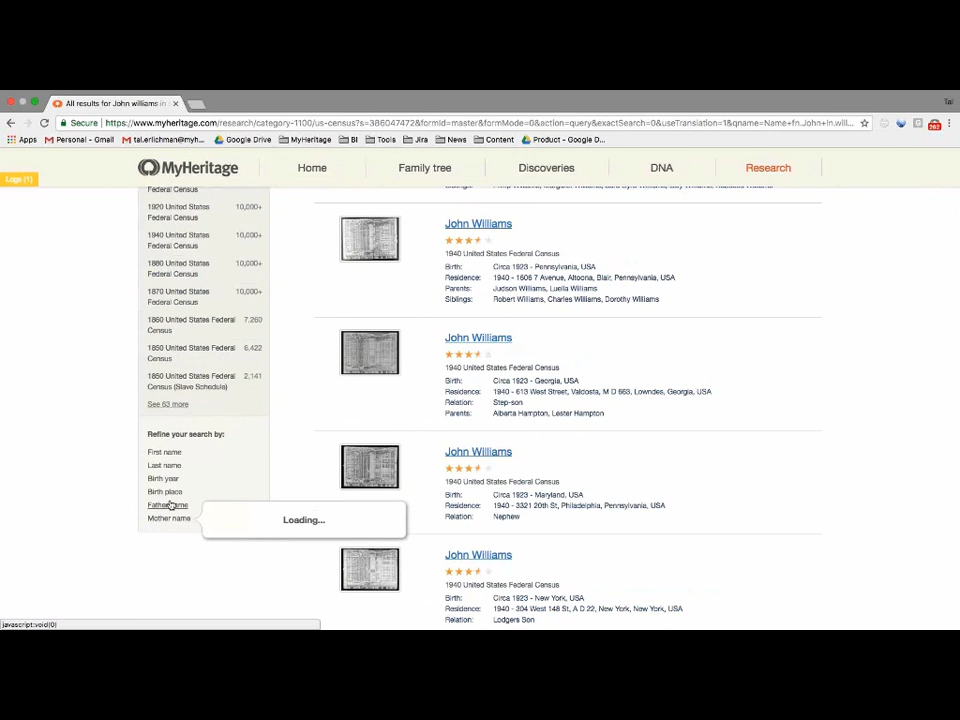 All results for John williams in
Tal
Secure
https://www.myheritage.com/research/category-1100/us-census?s=386047472&formId=master&formMode=0&action=query&exactSearch=0&useTranslation=1&qname=Name+fn.John+ln.will...
Apps Personal - Gmail tal.erlichman@myh... Google Drive MyHeritage BI Tools Jira News Content Product - Google D...
MyHeritage Home Family tree Discoveries DNA Research
Logs (1)
Federal Census
1920 United States 10,000+
Federal Census
1940 United States 10,000+
Federal Census
1880 United States 10,000+
Federal Census
1870 United States 10,000+
Federal Census
1860 United States Federal 7,260
Census
1850 United States Federal 6,422
Census
1850 United States Federal 2,141
Census (Slave Schedule)
See 63 more
Refine your search by:
First name
Last name
Birth year
Birth place
Father name
Mother name
Loading...
John Williams
1940 United States Federal Census
Birth: Circa 1923 - Pennsylvania, USA
Residence: 1940 - 1606 7 Avenue, Altoona, Blair, Pennsylvania, USA
Parents: Judson Williams, Luella Williams
Siblings: Robert Williams, Charles Williams, Dorothy Williams
John Williams
1940 United States Federal Census
Birth: Circa 1923 - Georgia, USA
Residence: 1940 - 613 West Street, Valdosta, M D 663, Lowndes, Georgia, USA
Relation: Step-son
Parents: Alberta Hampton, Lester Hampton
John Williams
1940 United States Federal Census
Birth: Circa 1923 - Maryland, USA
Residence: 1940 - 3321 20th St, Philadelphia, Pennsylvania, USA
Relation: Nephew
John Williams
1940 United States Federal Census
Birth: Circa 1923 - New York, USA
Residence: 1940 - 304 West 148 St, A D 22, New York, New York, USA
Relation: Lodgers Son
javascript:void(0)